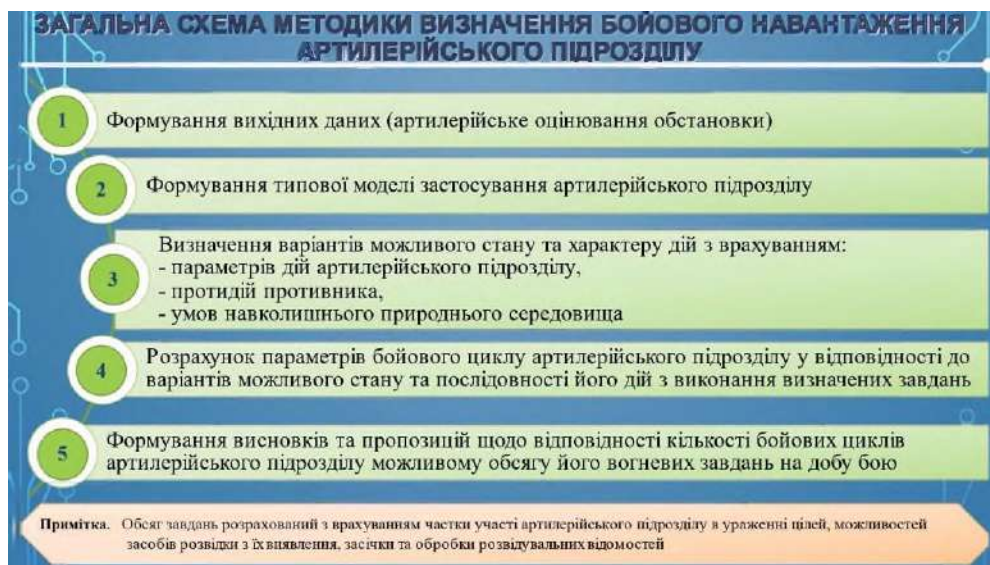 ЗАГАЛЬНА СХЕМА МЕТОДИКИ ВИЗНАЧЕННЯ БОЙОВОГО НАВАНТАЖЕННЯ
АРТИЛЕРІЙСЬКОГО ПІДРОЗДІЛУ
1 Формування вихідних даних (артилерійське оцінювання обстановки)
2 Формування типової моделі застосування артилерійського підрозділу
Визначення варіантів можливого стану та характеру дій з врахуванням:
- параметрів дій артилерійського підрозділу,
3 - протидій противника,
- умов навколишнього природнього середовища
4 Розрахунок параметрів бойового циклу артилерійського підрозділу у відповідності до
варіантів можливого стану та послідовності його дій з виконання визначених завдань
5 Формування висновків та пропозицій щодо відповідності кількості бойових циклів
артилерійського підрозділу можливому обсягу його вогневих завдань на добу бою
Примітка. Обсяг завдань розрахований з врахуванням частки участі артилерійського підрозділу в ураженні цілей, можливостей
засобів розвідки з їх виявлення, засічки та обробки розвідувальних відомостей